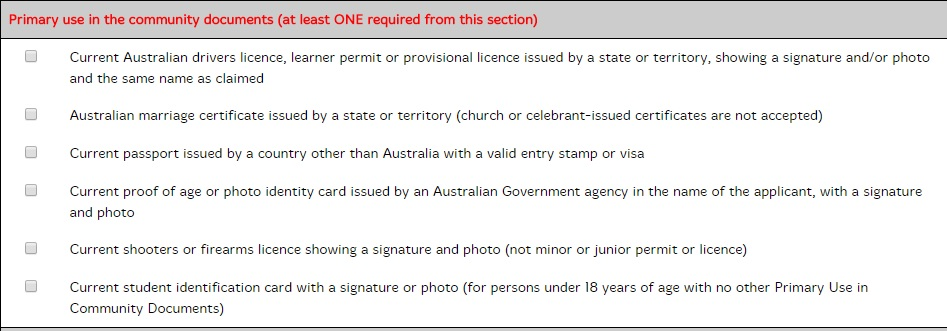 Primary use in the community documents (at least ONE required from this section)
Current Australian drivers licence, learner permit or provisional licence issued by a state or territory, showing a signature and/or photo
and the same name as claimed
Australian marriage certificate issued by a state or territory (church or celebrant-issued certificates are not accepted)
Current passport issued by a country other than Australia with a valid entry stamp or visa
Current proof of age or photo identity card issued by an Australian Government agency in the name of the applicant, with a signature
and photo
Current shooters or firearms licence showing a signature and photo (not minor or junior permit or licence)
Current student identification card with a signature or photo (for persons under 18 years of age with no other Primary Use in
Community Documents)